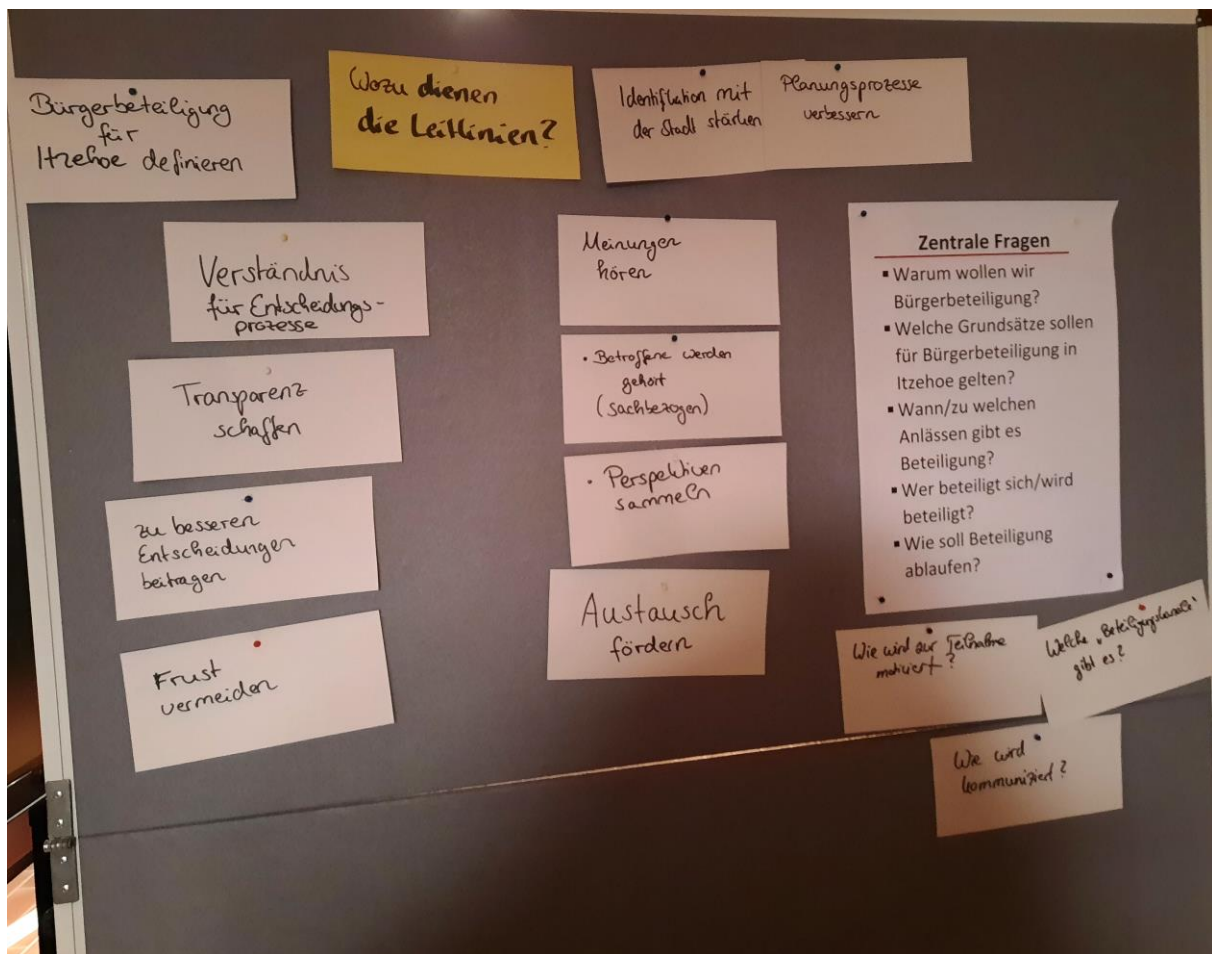 Bürgerbeteiligung
für
Itzehoe definieren
Wozu dienen
die Leitlinien?
Identifikation mit
der Stadt stärken
Planungsprozesse
verbessern
Verständnis
für Entscheidungs-
prozesse
Transparenz
schaffen
zu besseren
Entscheidungen
beitragen
Frust
vermeiden
Meinungen
hören
• Betroffene werden
gehört
(sachbezogen)
• Perspektiven
sammeln
Austausch
fördern
Zentrale Fragen
▪ Warum wollen wir
Bürgerbeteiligung?
▪ Welche Grundsätze sollen
für Bürgerbeteiligung in
Itzehoe gelten?
▪ Wann/zu welchen
Anlässen gibt es
Beteiligung?
▪ Wer beteiligt sich/wird
beteiligt?
▪ Wie soll Beteiligung
ablaufen?
Wie wird zur Teilnahme
motiviert?
Welche „Beteiligungskanäle“
gibt es?
Wie wird
kommuniziert?